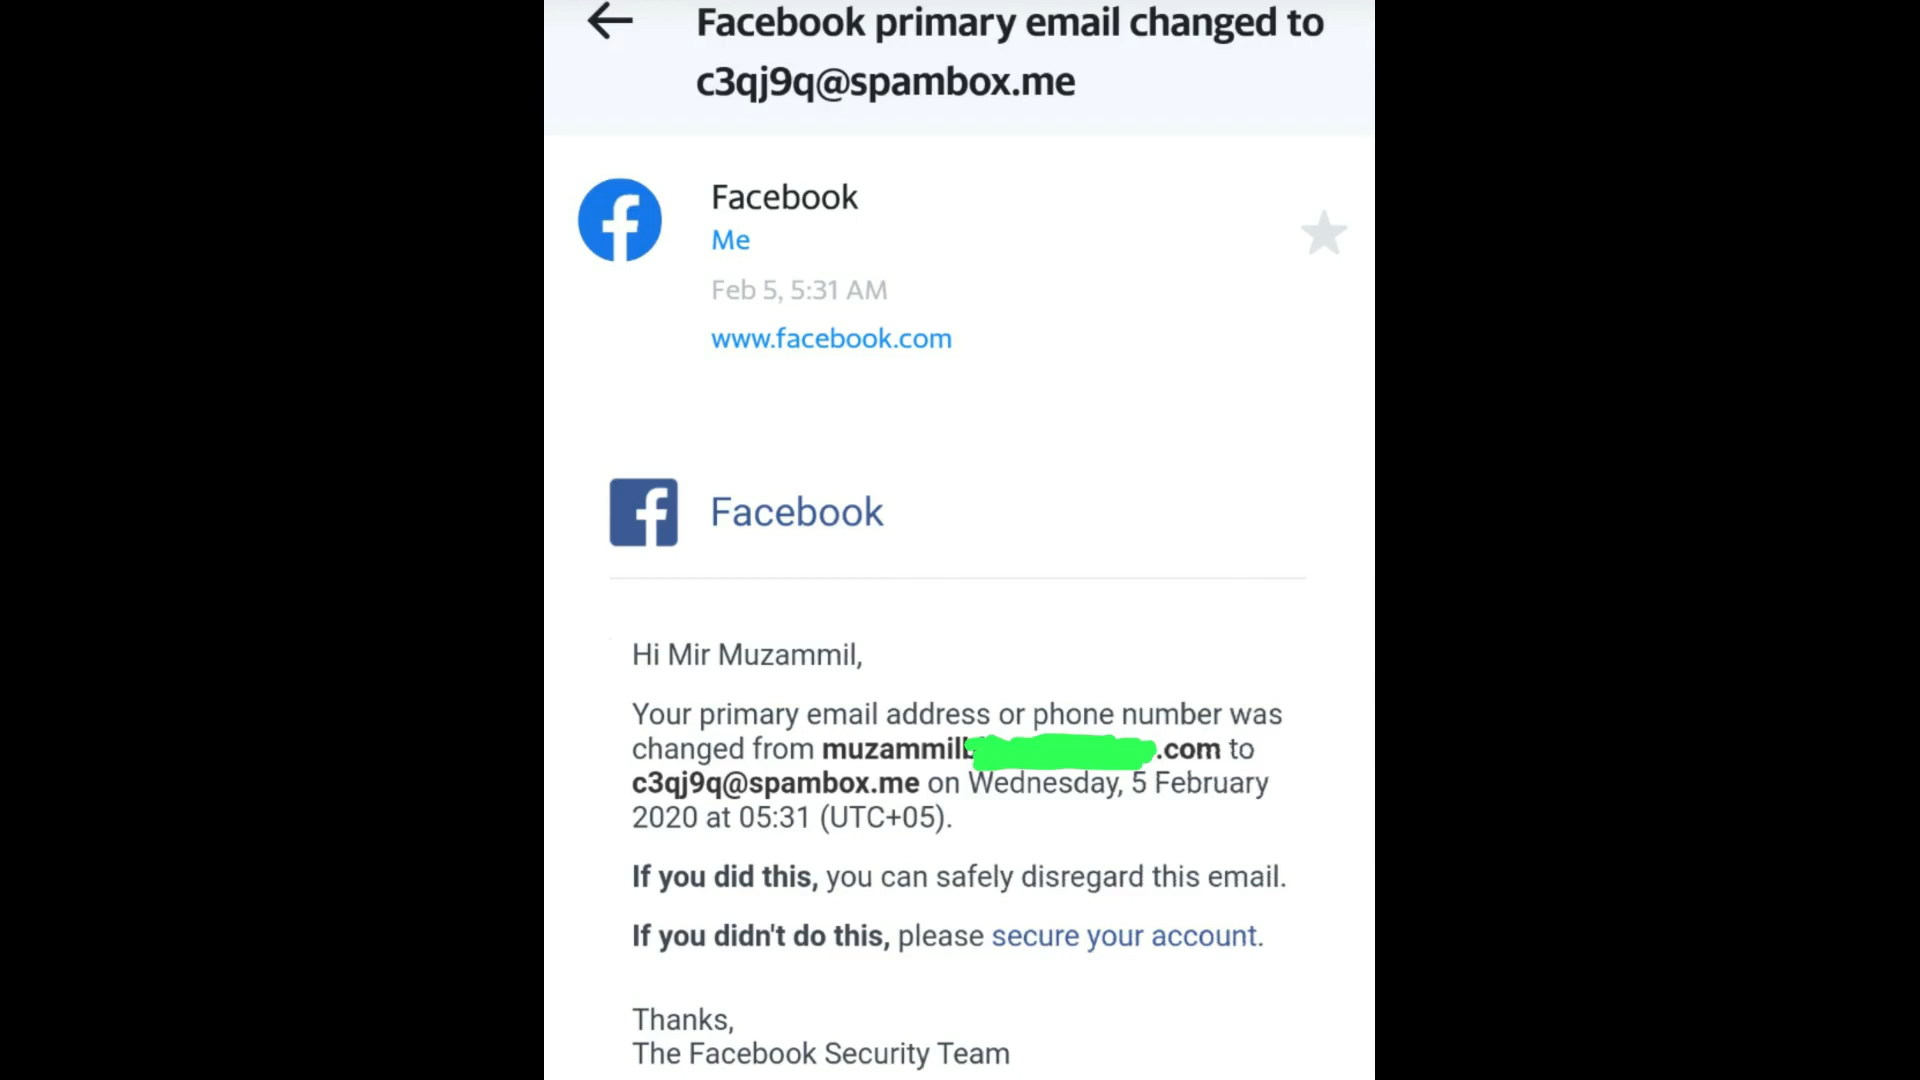 Facebook primary email changed to
c3qj9q@spambox.me
Facebook
Me
Feb 5, 5:31 AM
www.facebook.com
Facebook
Hi Mir Muzammil,
Your primary email address or phone number was
changed from muzammil .com to
c3qj9q@spambox.me on Wednesday, 5 February
2020 at 05:31 (UTC+05).
If you did this, you can safely disregard this email.
If you didn't do this, please secure your account.
Thanks,
The Facebook Security Team